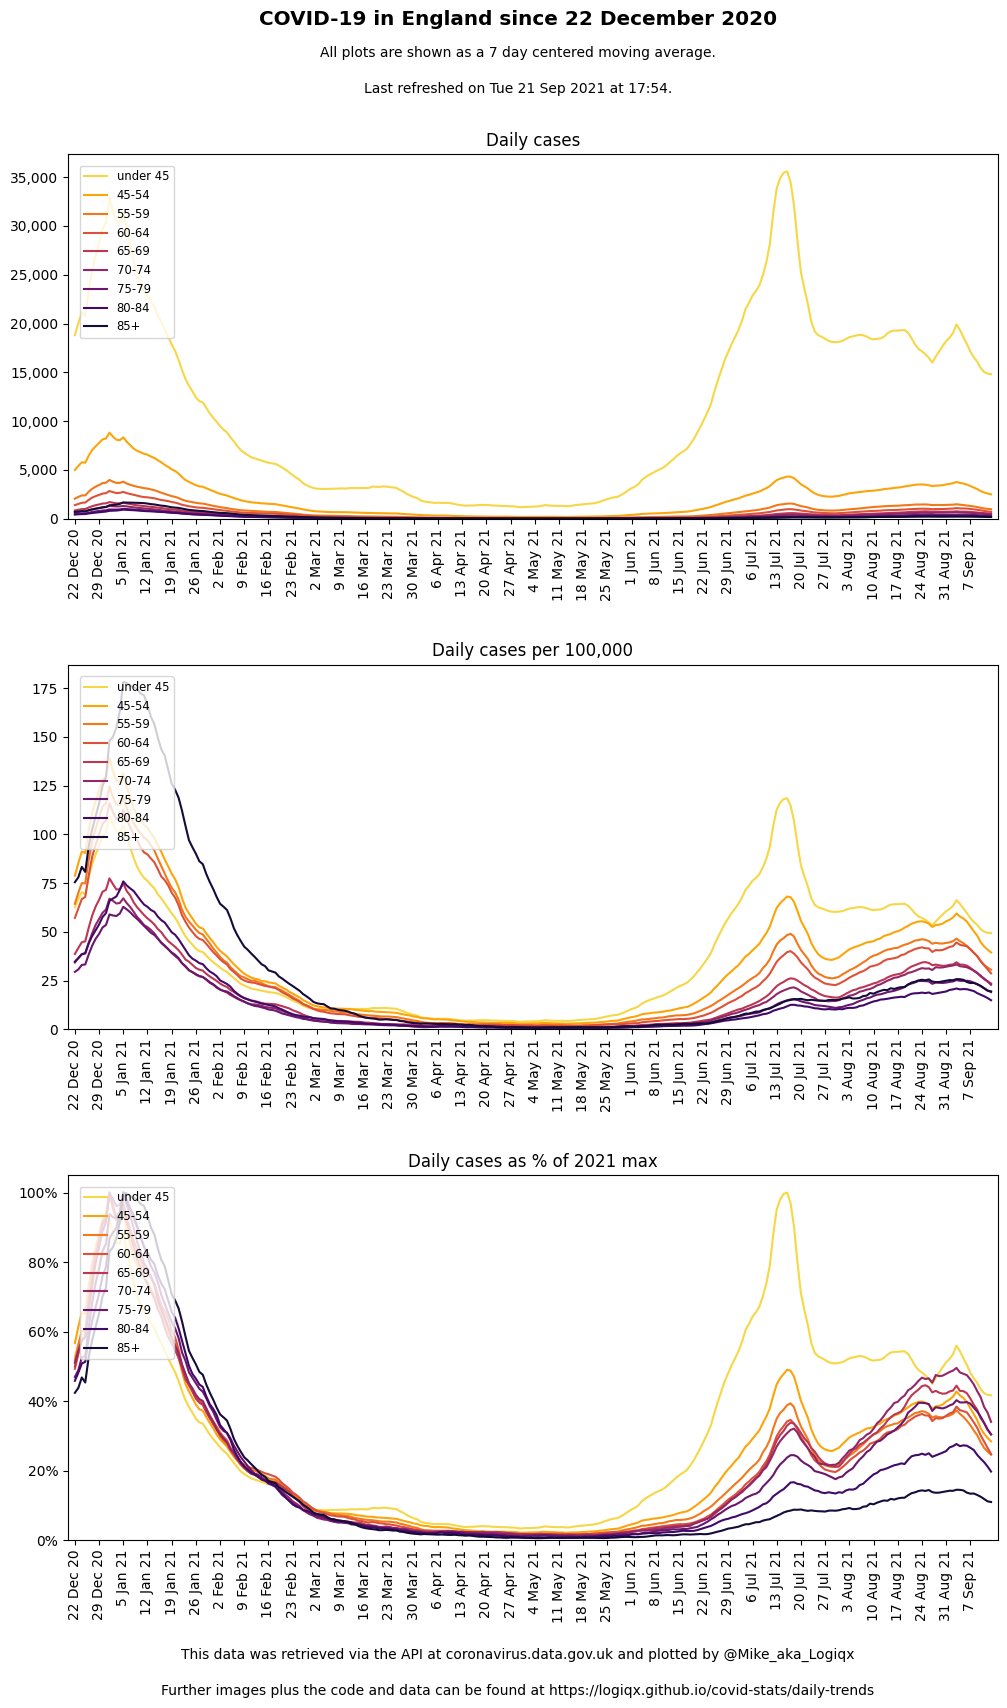 COVID-19 in England since 22 December 2020
All plots are shown as a 7 day centered moving average.
Last refreshed on Tue 21 Sep 2021 at 17:54.
Daily cases
35,000
30,000
25,000
20,000
15,000
10,000
5,000
0
under 45
45-54
55-59
60-64
65-69
70-74
75-79
80-84
85+
22 Dec 20
29 Dec 20
5 Jan 21
12 Jan 21
19 Jan 21
26 Jan 21
2 Feb 21
9 Feb 21
16 Feb 21
23 Feb 21
2 Mar 21
9 Mar 21
16 Mar 21
23 Mar 21
30 Mar 21
6 Apr 21
13 Apr 21
20 Apr 21
27 Apr 21
4 May 21
11 May 21
18 May 21
25 May 21
1 Jun 21
8 Jun 21
15 Jun 21
22 Jun 21
29 Jun 21
6 Jul 21
13 Jul 21
20 Jul 21
27 Jul 21
3 Aug 21
10 Aug 21
17 Aug 21
24 Aug 21
31 Aug 21
7 Sep 21
Daily cases per 100,000
175
150
125
100
75
50
25
0
under 45
45-54
55-59
60-64
65-69
70-74
75-79
80-84
85+
22 Dec 20
29 Dec 20
5 Jan 21
12 Jan 21
19 Jan 21
26 Jan 21
2 Feb 21
9 Feb 21
16 Feb 21
23 Feb 21
2 Mar 21
9 Mar 21
16 Mar 21
23 Mar 21
30 Mar 21
6 Apr 21
13 Apr 21
20 Apr 21
27 Apr 21
4 May 21
11 May 21
18 May 21
25 May 21
1 Jun 21
8 Jun 21
15 Jun 21
22 Jun 21
29 Jun 21
6 Jul 21
13 Jul 21
20 Jul 21
27 Jul 21
3 Aug 21
10 Aug 21
17 Aug 21
24 Aug 21
31 Aug 21
7 Sep 21
Daily cases as % of 2021 max
100%
80%
60%
40%
20%
0%
under 45
45-54
55-59
60-64
65-69
70-74
75-79
80-84
85+
22 Dec 20
29 Dec 20
5 Jan 21
12 Jan 21
19 Jan 21
26 Jan 21
2 Feb 21
9 Feb 21
16 Feb 21
23 Feb 21
2 Mar 21
9 Mar 21
16 Mar 21
23 Mar 21
30 Mar 21
6 Apr 21
13 Apr 21
20 Apr 21
27 Apr 21
4 May 21
11 May 21
18 May 21
25 May 21
1 Jun 21
8 Jun 21
15 Jun 21
22 Jun 21
29 Jun 21
6 Jul 21
13 Jul 21
20 Jul 21
27 Jul 21
3 Aug 21
10 Aug 21
17 Aug 21
24 Aug 21
31 Aug 21
7 Sep 21
This data was retrieved via the API at coronavirus.data.gov.uk and plotted by @Mike_aka_Logiqx
Further images plus the code and data can be found at https://logiqx.github.io/covid-stats/daily-trends